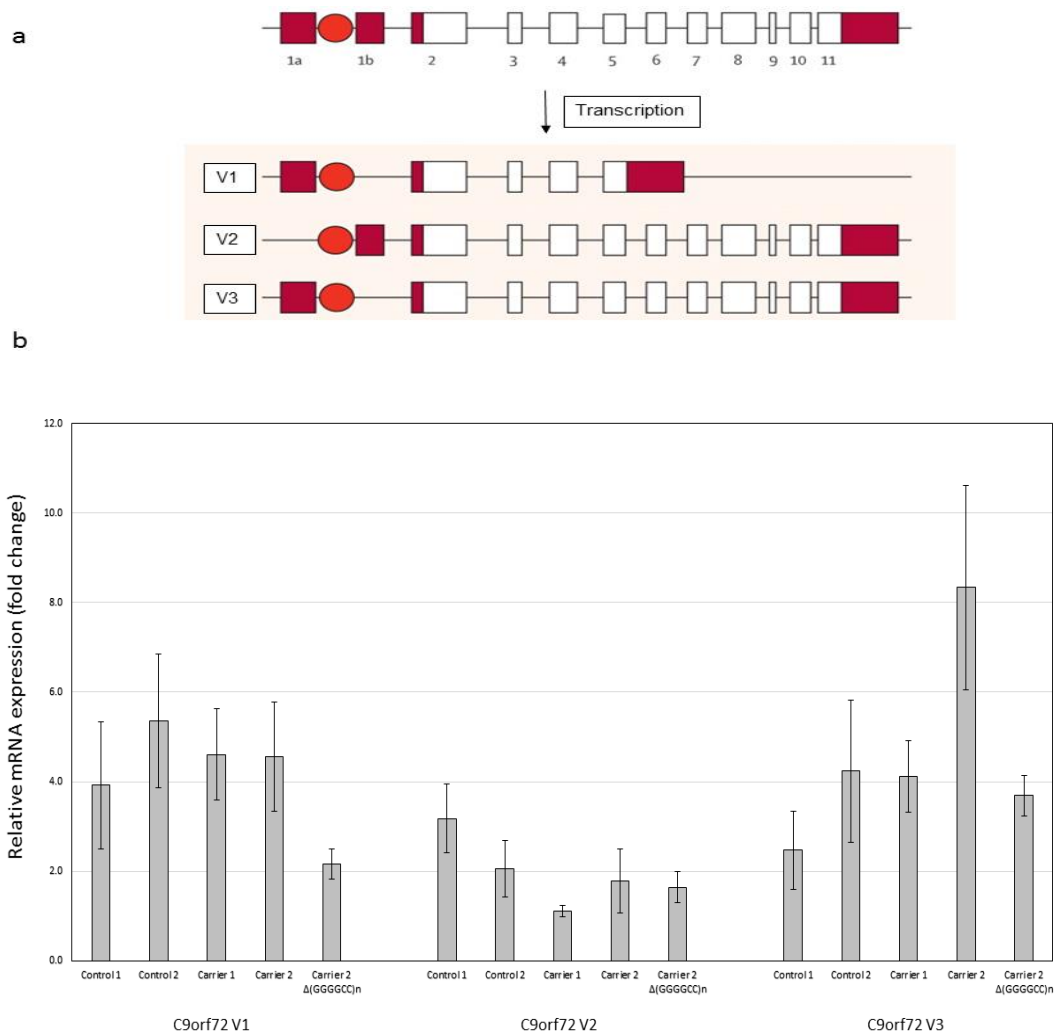 a
1a 1b 2 3 4 5 6 7 8 9 10 11
Transcription
V1
V2
V3
b
Relative mRNA expression (fold change)
12.0
10.0
8.0
6.0
4.0
2.0
0.0
Control 1 Control 2 Carrier 1 Carrier 2 Carrier 2 Control 1 Control 2 Carrier 1 Carrier 2 Carrier 2 Control 1 Control 2 Carrier 1 Carrier 2 Carrier 2
Δ(GGGGCC)n Δ(GGGGCC)n Δ(GGGGCC)n
C9orf72 V1 C9orf72 V2 C9orf72 V3